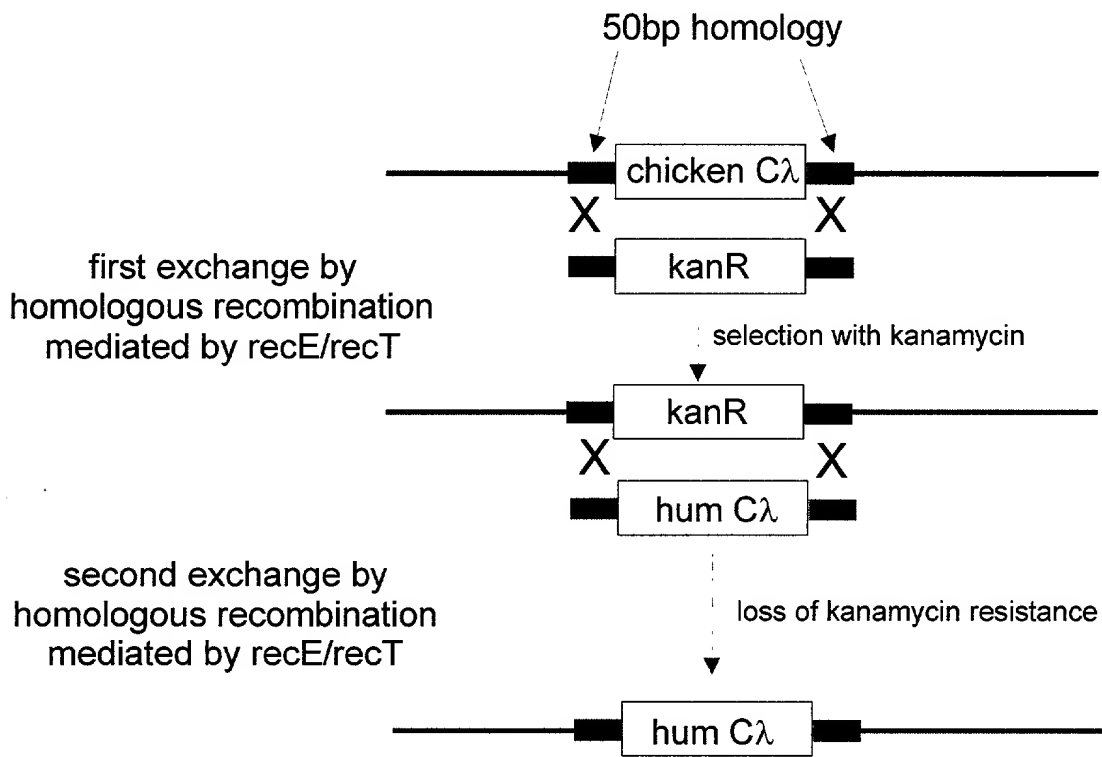 50bp homology
chicken Cλ
X X
kanR
first exchange by
homologous recombination
mediated by recE/recT
selection with kanamycin
kanR
X X
hum Cλ
second exchange by
homologous recombination
mediated by recE/recT
loss of kanamycin resistance
hum Cλ